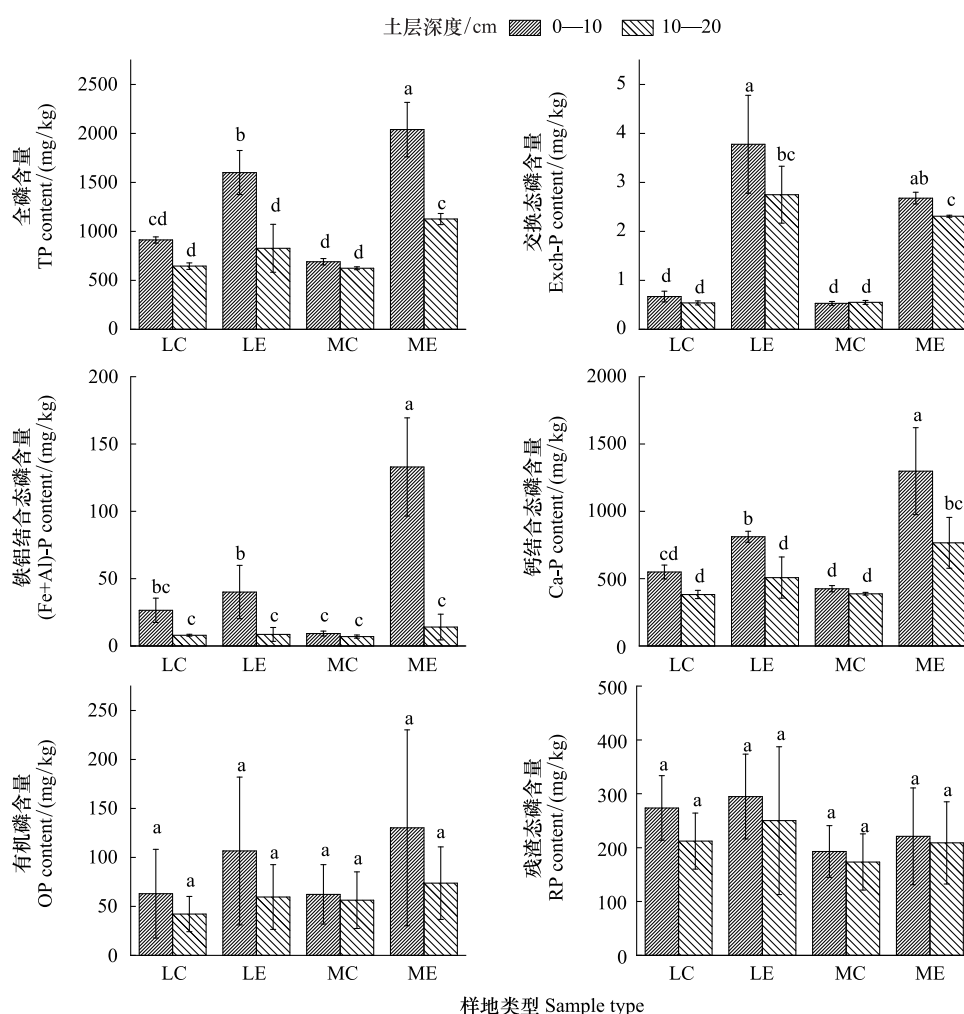 土层深度/cm 0—10 10—20
全磷含量
TP content/(mg/kg)
2500
2000
1500
1000
500
0
cd
d
b
d
d
d
a
c
LC LE MC ME
交换态磷含量
Exch-P content/(mg/kg)
5
4
3
2
1
0
d
d
a
bc
d
d
ab
c
LC LE MC ME
铁铝结合态磷含量
(Fe+Al)-P content/(mg/kg)
200
150
100
50
0
bc
c
b
c
c
c
a
c
LC LE MC ME
钙结合态磷含量
Ca-P content/(mg/kg)
2000
1500
1000
500
0
cd
d
b
d
d
d
a
bc
LC LE MC ME
有机磷含量
OP content/(mg/kg)
250
200
150
100
50
0
a
a
a
a
a
a
a
a
LC LE MC ME
残渣态磷含量
RP content/(mg/kg)
500
400
300
200
100
0
a
a
a
a
a
a
a
a
LC LE MC ME
样地类型 Sample type